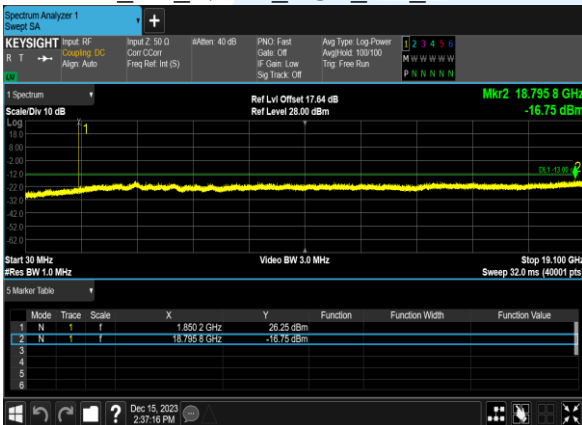 Spectrum Analyzer 1
Swept SA
+
KEYSIGHT
R T
LV
Input: RF
Coupling: DC
Align: Auto
Input Z: 50 Ω
Corr CCorr
Freq Ref: Int (S)
#Atten: 40 dB
PNO: Fast
Gate: Off
IF Gain: Low
Sig Track: Off
Avg Type: Log-Power
Avg|Hold: 100/100
Trig: Free Run
1 2 3 4 5 6
M W W W W W
P N N N N N
1 Spectrum
Scale/Div 10 dB
Ref Lvl Offset 17.64 dB
Ref Level 28.00 dBm
Mkr2 18.795 8 GHz
-16.75 dBm
Log
18.0
8.00
-2.00
-12.0
-22.0
-32.0
-42.0
-52.0
-62.0
1
DL1 -13.00
2
Start 30 MHz
#Res BW 1.0 MHz
Video BW 3.0 MHz
Stop 19.100 GHz
Sweep 32.0 ms (40001 pts
5 Marker Table
Mode Trace Scale X Y Function Function Width Function Value
1 N 1 f 1.850 2 GHz 26.25 dBm
2 N 1 f 18.795 8 GHz -16.75 dBm
3
4
5
6
?
Dec 15, 2023
2:37:16 PM